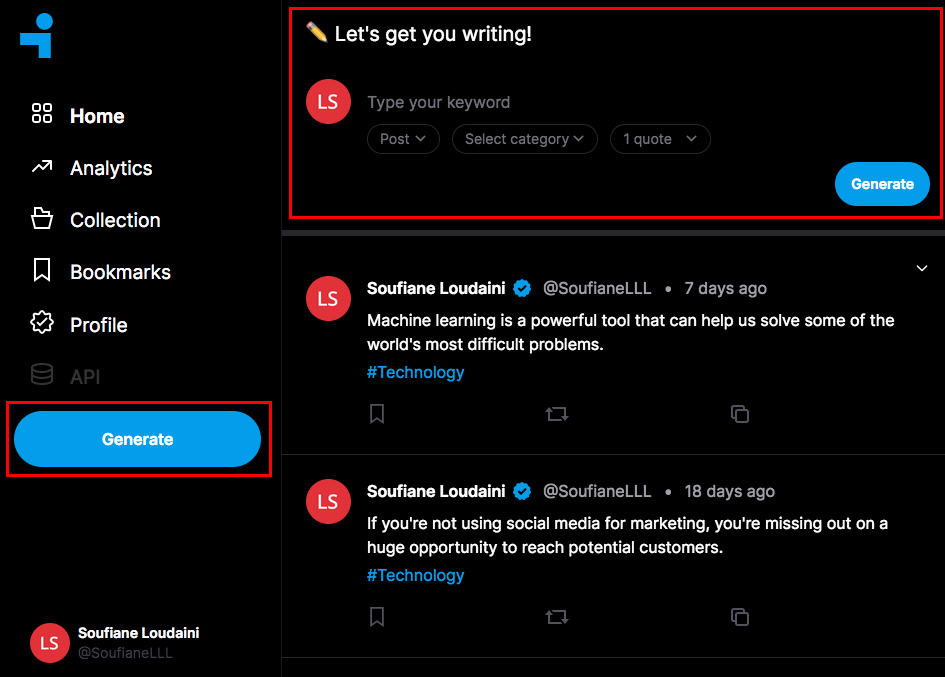 Home
Analytics
Collection
Bookmarks
Profile
API
Generate
LS
Soufiane Loudaini
@SoufianeLLL
✏️ Let's get you writing!
LS
Type your keyword
Post
Select category
1 quote
Generate
LS
Soufiane Loudaini @SoufianeLLL • 7 days ago
Machine learning is a powerful tool that can help us solve some of the
world's most difficult problems.
#Technology
LS
Soufiane Loudaini @SoufianeLLL • 18 days ago
If you're not using social media for marketing, you're missing out on a
huge opportunity to reach potential customers.
#Technology